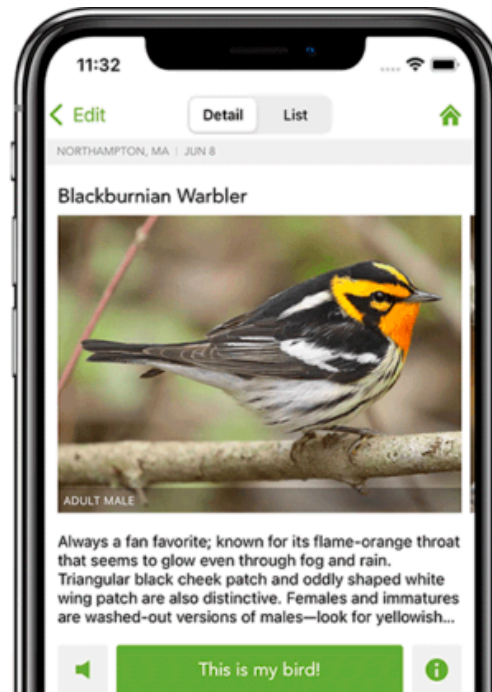 11:32
Edit
Detail
List
NORTHAMPTON, MA | JUN 8
Blackburnian Warbler
ADULT MALE
Always a fan favorite; known for its flame-orange throat
that seems to glow even through fog and rain.
Triangular black cheek patch and oddly shaped white
wing patch are also distinctive. Females and immatures
are washed-out versions of males—look for yellowish...
This is my bird!